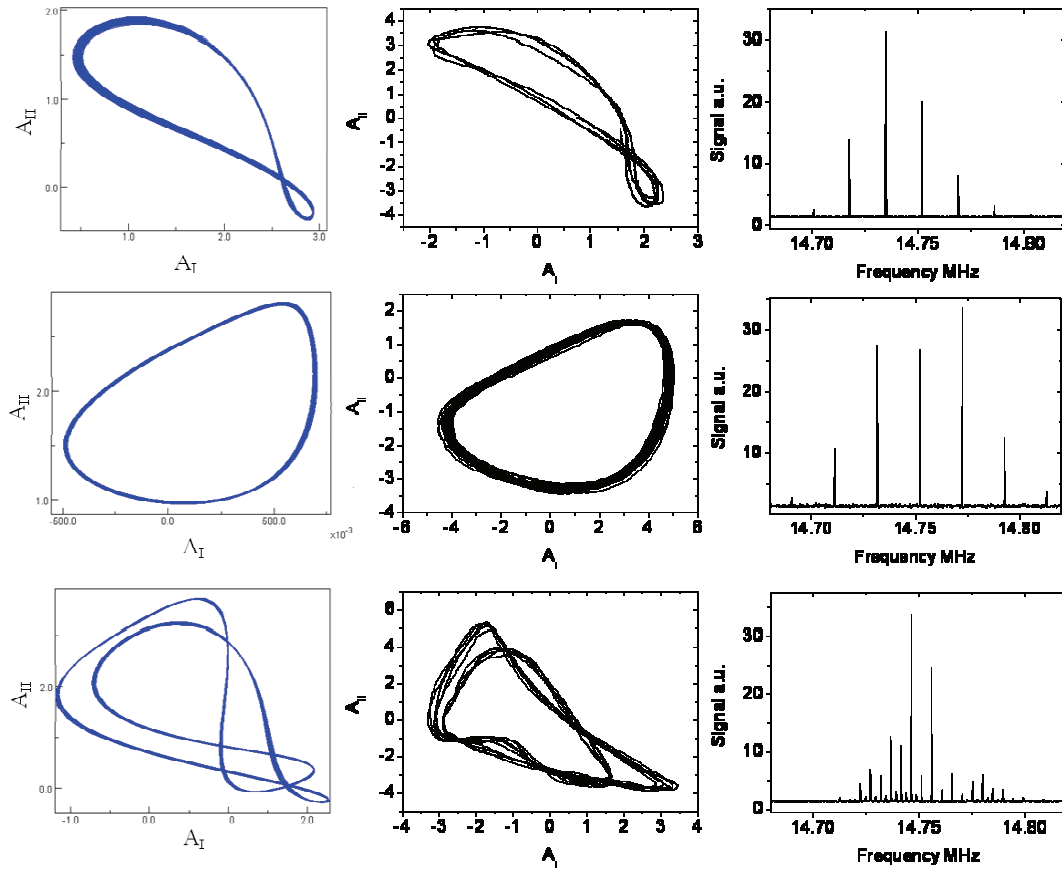 2.0
1.0
0.0
A_II
1.0 2.0 3.0
A_I
4
3
2
1
0
-1
-2
-3
-4
A_II
-2 -1 0 1 2 3
A_I
30
20
10
0
Signal a.u.
14.70 14.75 14.80
Frequency MHz
2.0
1.0
A_II
-500.0 0.0 500.0
x10^-3
A_I
2
1
0
-1
-2
-3
-4
A_II
-6 -4 -2 0 2 4 6
A_I
30
20
10
Signal a.u.
14.70 14.75 14.80
Frequency MHz
2.0
0.0
A_II
-1.0 0.0 0 2.0
A_I
6
4
2
0
-2
-4
-6
A_II
-4 -3 -2 -1 0 1 2 3 4
A_I
30
20
10
0
Signal a.u.
14.70 14.75 14.80
Frequency MHz